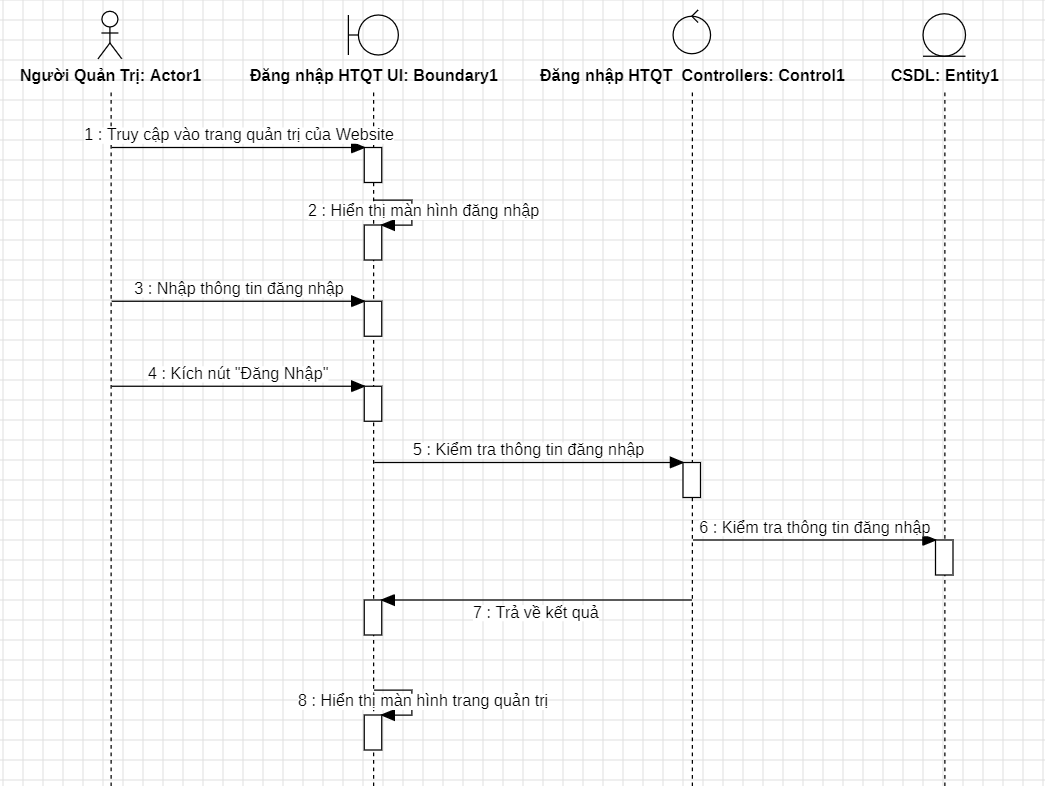 Người Quản Trị: Actor1
Đăng nhập HTQT UI: Boundary1
Đăng nhập HTQT  Controllers: Control1
CSDL: Entity1
1 : Truy cập vào trang quản trị của Website
2 : Hiển thị màn hình đăng nhập
3 : Nhập thông tin đăng nhập
4 : Kích nút "Đăng Nhập"
5 : Kiểm tra thông tin đăng nhập
6 : Kiểm tra thông tin đăng nhập
7 : Trả về kết quả
8 : Hiển thị màn hình trang quản trị